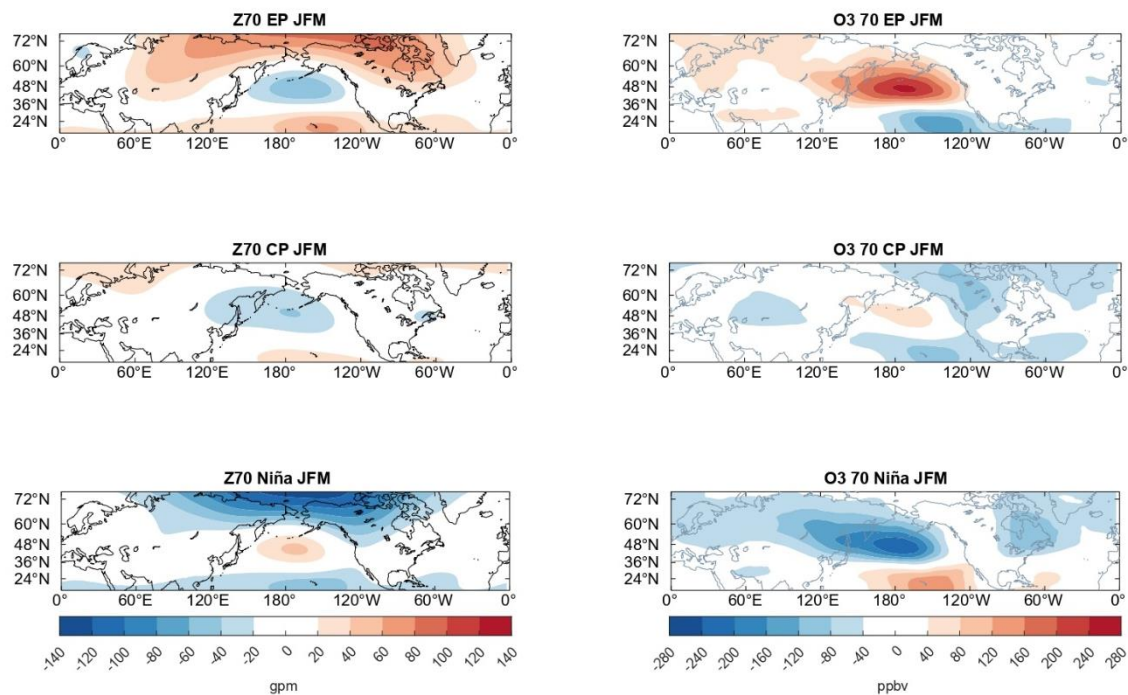 Z70 EP JFM
72°N
60°N
48°N
36°N
24°N
0° 60°E 120°E 180°E 120°W 60°W 0°
O3 70 EP JFM
72°N
60°N
48°N
36°N
24°N
60°E 120°E 180°E 120°W 60°W 0°
Z70 CP JFM
72°N
60°N
48°N
36°N
24°N
0° 60°E 120°E 180°E 120°W 60°W 0°
O3 70 CP JFM
72°N
60°N
48°N
36°N
24°N
0° 60°E 120°E 180°E 120°W 60°W 0°
Z70 Niña JFM
72°N
60°N
48°N
36°N
24°N
0° 60°E 120°E 180°E 120°W 60°W 0°
O3 70 Niña JFM
72°N
60°N
48°N
36°N
24°N
0° 60°E 120°E 180°E 120°W 60°W 0°
-140 -120 -100 -80 -60 -40 -20 0 20 40 60 80 100 120 140
gpm
-280 -240 -200 -160 -120 -80 -40 0 40 80 120 160 200 240 280
ppbv